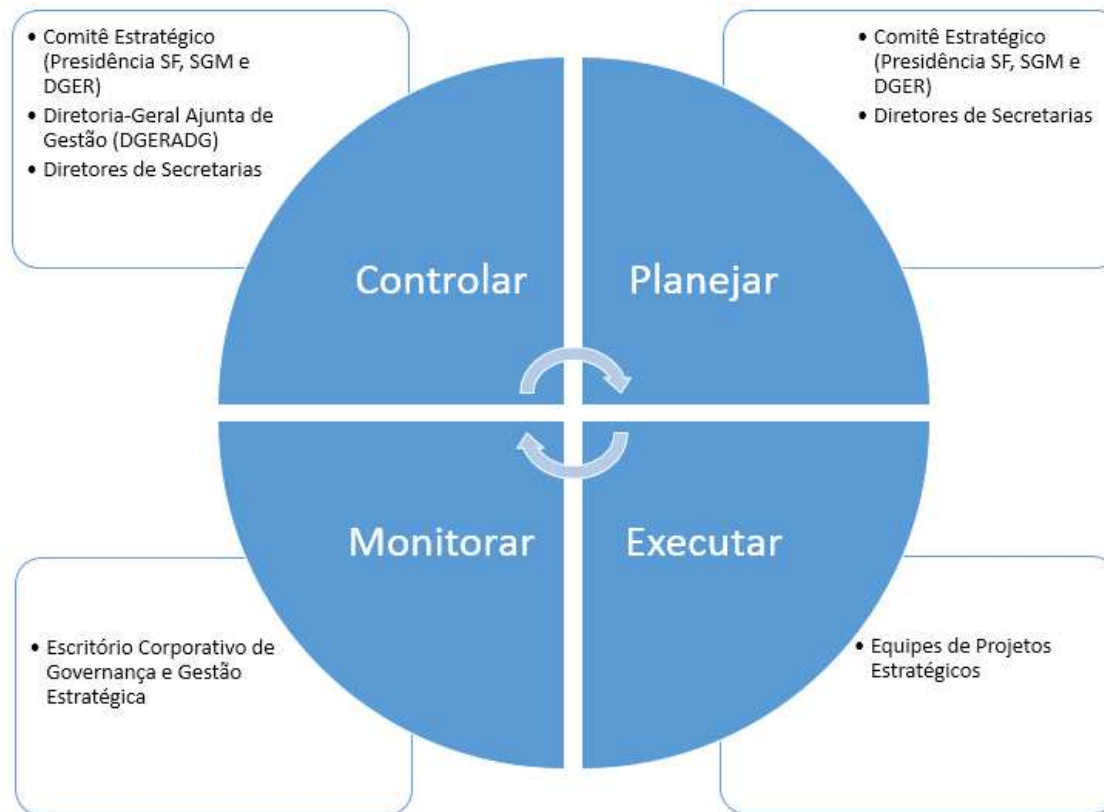 • Comitê Estratégico
(Presidência SF, SGM e
DGER)
• Diretoria-Geral Ajunta de
Gestão (DGERADG)
• Diretores de Secretarias
• Comitê Estratégico
(Presidência SF, SGM e
DGER)
• Diretores de Secretarias
Controlar
Planejar
Monitorar
Executar
• Escritório Corporativo de
Governança e Gestão
Estratégica
• Equipes de Projetos
Estratégicos